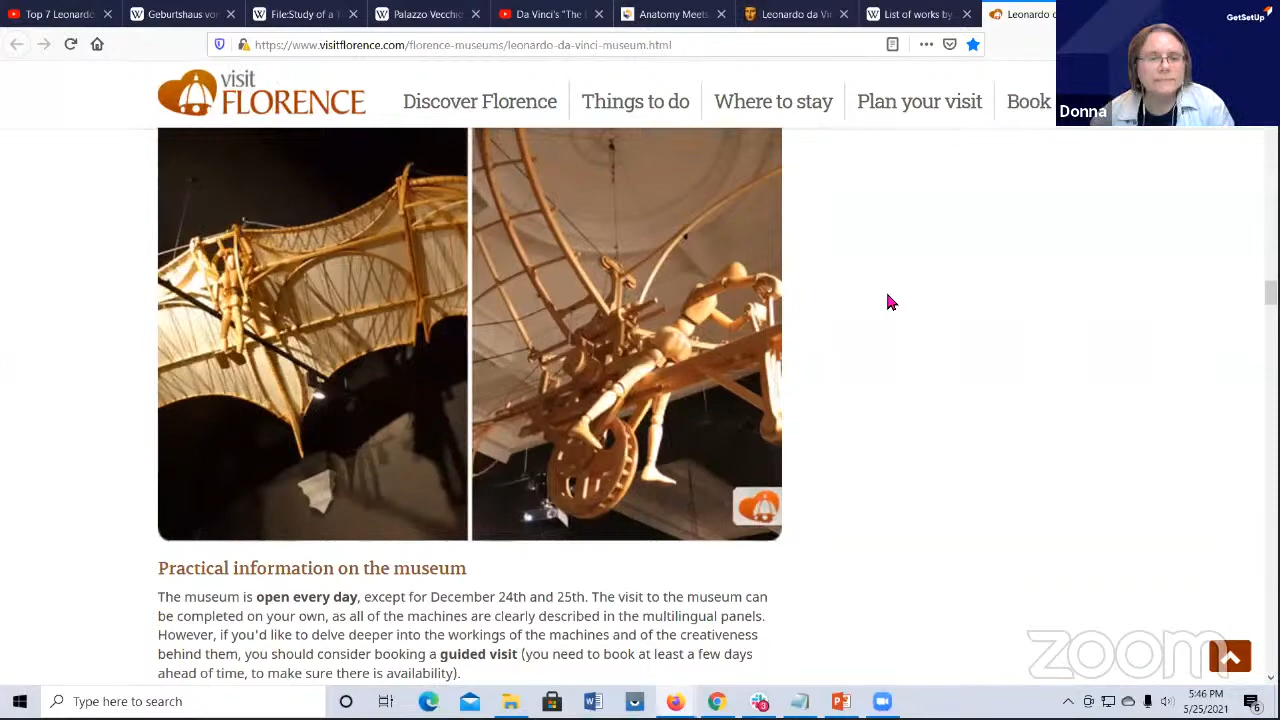 Top 7 Leonard
Geburtshaus von
File:Speech of a
Palazzo Vecchio
Da Vinci's "The L
Anatomy Meets
Leonardo da Vi
List of works by
Leonardo d
GetSetUp
https://www.visitflorence.com/florence-museums/leonardo-da-vinci-museum.html
visit
FLORENCE
Discover Florence
Things to do
Where to stay
Plan your visit
Book
Donna
Practical information on the museum
The museum is open every day, except for December 24th and 25th. The visit to the museum can
be completed on your own, as all of the machines are clearly described in the multilingual panels.
However, if you'd like to delve deeper into the workings of the machines and of the creativeness
behind them, you should consider booking a guided visit (you need to book at least a few days
ahead of time, to make sure there is availability).
zoom
Type here to search
5:46 PM
5/25/2021